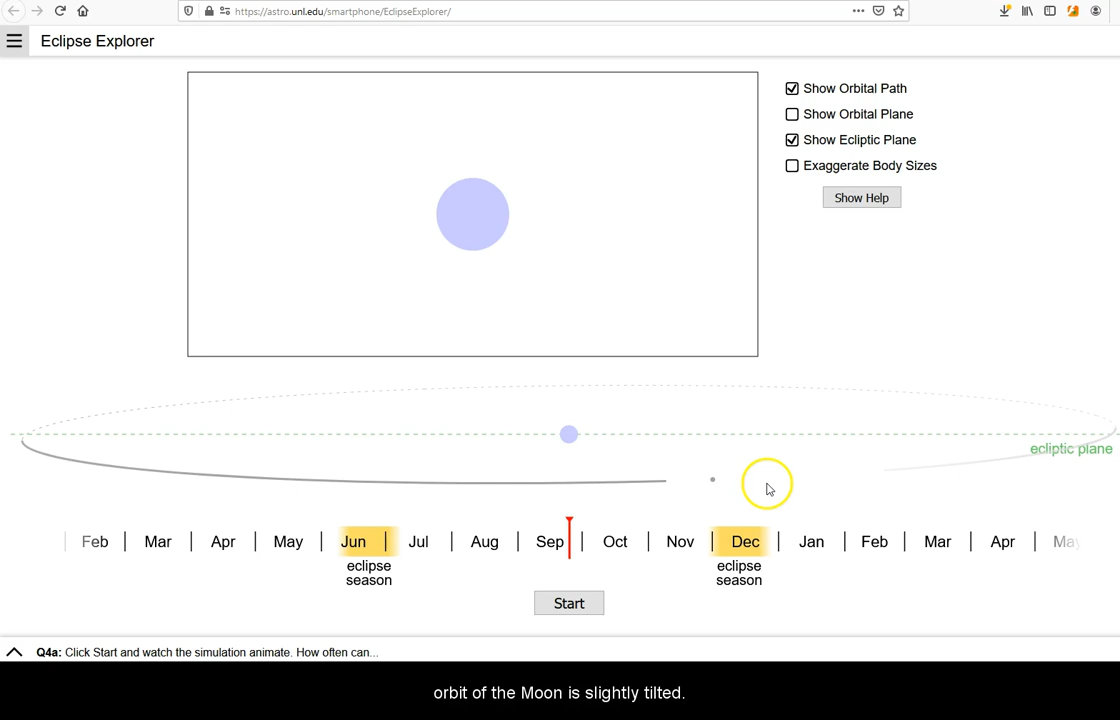 https://astro.unl.edu/smartphone/EclipseExplorer/
Eclipse Explorer
Show Orbital Path
Show Orbital Plane
Show Ecliptic Plane
Exaggerate Body Sizes
Show Help
ecliptic plane
Feb | Mar | Apr | May | Jun | Jul | Aug | Sep | Oct | Nov | Dec | Jan | Feb | Mar | Apr | May
eclipse season eclipse season
Start
Q4a: Click Start and watch the simulation animate. How often can...
orbit of the Moon is slightly tilted.